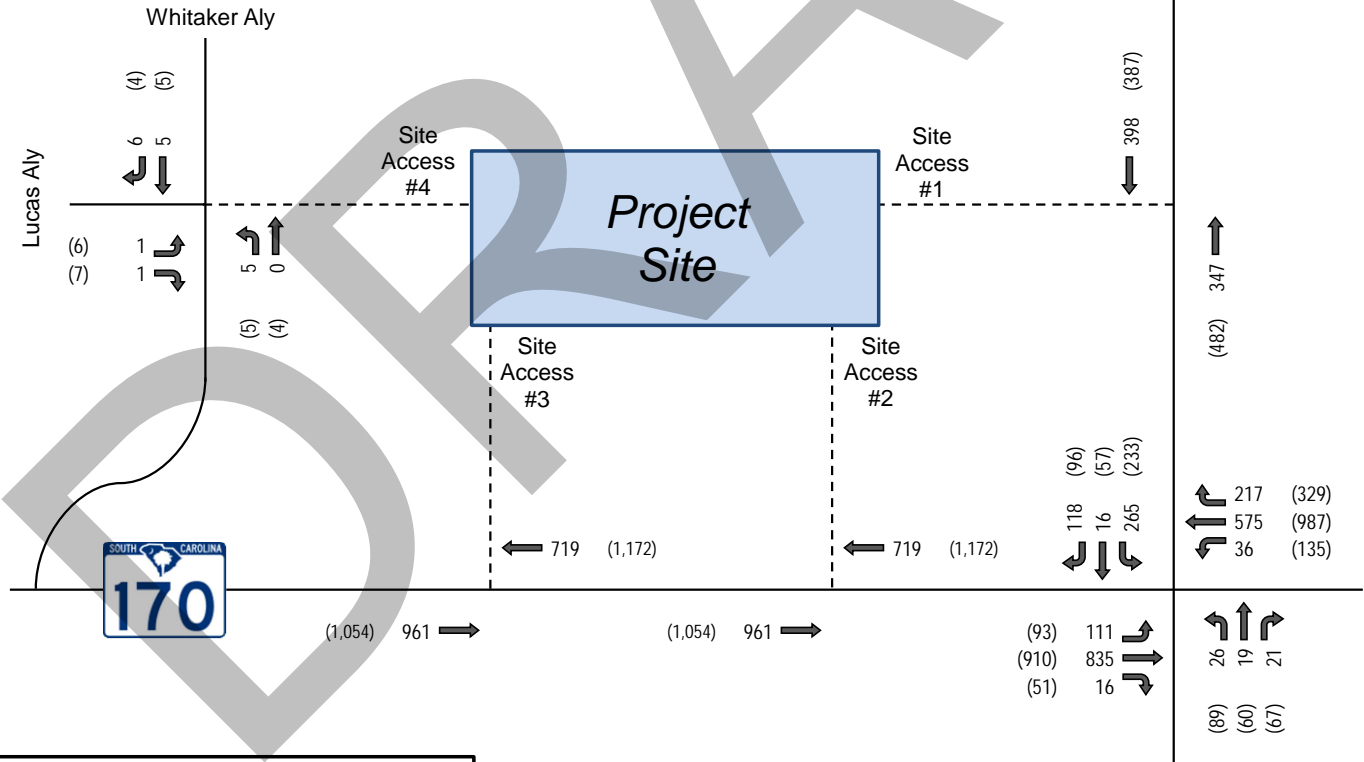 Whitaker Aly
(4) (5)
6 5
Lucas Aly
(6) 1
(7) 1
5 0
(5) (4)
Site
Access
#4
Project
Site
Site
Access
#1
398 (387)
347
(482)
Site
Access
#3
Site
Access
#2
719 (1,172)
719 (1,172)
(96) (57) (233)
118 16 265
217 (329)
575 (987)
36 (135)
SOUTH CAROLINA
170
(1,054) 961
(1,054) 961
(93) 111
(910) 835
(51) 16
26 19 21
(89) (60) (67)
DRA